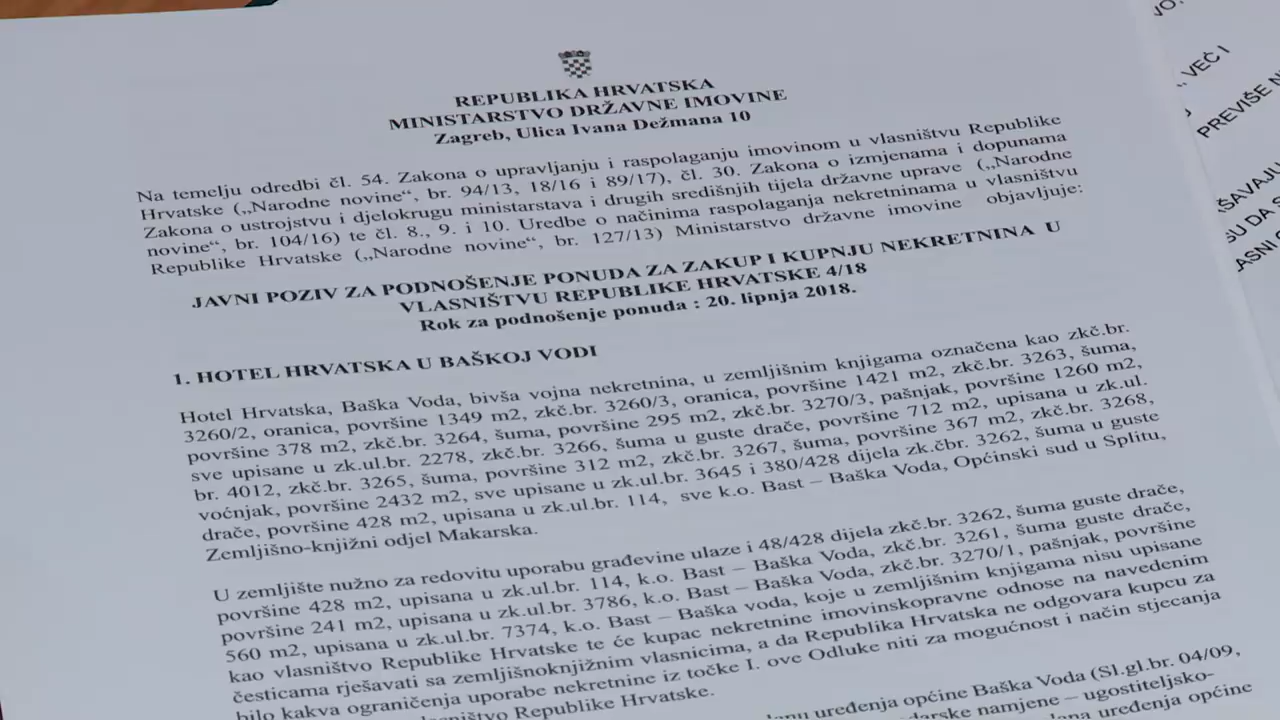 REPUBLIKA HRVATSKA
MINISTARSTVO DRŽAVNE IMOVINE
Zagreb, Ulica Ivana Dežmana 10
Na temelju odredbi čl. 54. Zakona o upravljanju i raspolaganju imovinom u vlasništvu Republike
Hrvatske („Narodne novine“, br. 94/13, 18/16 i 89/17), čl. 30. Zakona o izmjenama i dopunama
Zakona o ustrojstvu i djelokrugu ministarstava i drugih središnjih tijela državne uprave („Narodne
novine“, br. 104/16) te čl. 8., 9. i 10. Uredbe o načinima raspolaganja nekretninama u vlasništvu
Republike Hrvatske („Narodne novine“, br. 127/13) Ministarstvo državne imovine objavljuje:
JAVNI POZIV ZA PODNOŠENJE PONUDA ZA ZAKUP I KUPNJU NEKRETNINA U
VLASNIŠTVU REPUBLIKE HRVATSKE 4/18
Rok za podnošenje ponuda : 20. lipnja 2018.
1. HOTEL HRVATSKA U BAŠKOJ VODI
Hotel Hrvatska, Baška Voda, bivša vojna nekretnina, u zemljišnim knjigama označena kao zkč.br.
3260/2, oranica, površine 1349 m2, zkč.br. 3260/3, oranica, površine 1421 m2, zkč.br. 3263, šuma,
površine 378 m2, zkč.br. 3264, šuma, površine 295 m2, zkč.br. 3270/3, pašnjak, površine 1260 m2,
sve upisane u zk.ul.br. 2278, zkč.br. 3266, šuma u guste drače, površine 712 m2, upisana u zk.ul.
br. 4012, zkč.br. 3265, šuma, površine 312 m2, zkč.br. 3267, šuma, površine 367 m2, zkč.br. 3268,
voćnjak, površine 2432 m2, sve upisane u zk.ul.br. 3645 i 380/428 dijela zk.čbr. 3262, šuma u guste
drače, površine 428 m2, upisana u zk.ul.br. 114, sve k.o. Bast – Baška Voda, Općinski sud u Splitu,
Zemljišno-knjižni odjel Makarska.
U zemljište nužno za redovitu uporabu građevine ulaze i 48/428 dijela zkč.br. 3262, šuma guste drače,
površine 428 m2, upisana u zk.ul.br. 114, k.o. Bast – Baška Voda, zkč.br. 3261, šuma guste drače,
površine 241 m2, upisana u zk.ul.br. 3786, k.o. Bast – Baška Voda, zkč.br. 3270/1, pašnjak, površine
560 m2, upisana u zk.ul.br. 7374, k.o. Bast – Baška voda, koje u zemljišnim knjigama nisu upisane
kao vlasništvo Republike Hrvatske te će kupac nekretnine imovinskopravne odnose na navedenim
česticama rješavati sa zemljišnoknjižnim vlasnicima, a da Republika Hrvatska ne odgovara kupcu za
bilo kakva ograničenja uporabe nekretnine iz točke I. ove Odluke niti za mogućnost i način stjecanja
Republike Hrvatske.
uređenja općine Baška Voda (Sl.gl.br. 04/09,
namjene – ugostiteljsko-
uređenja općine
VEĆ I
PREVIŠE
DA